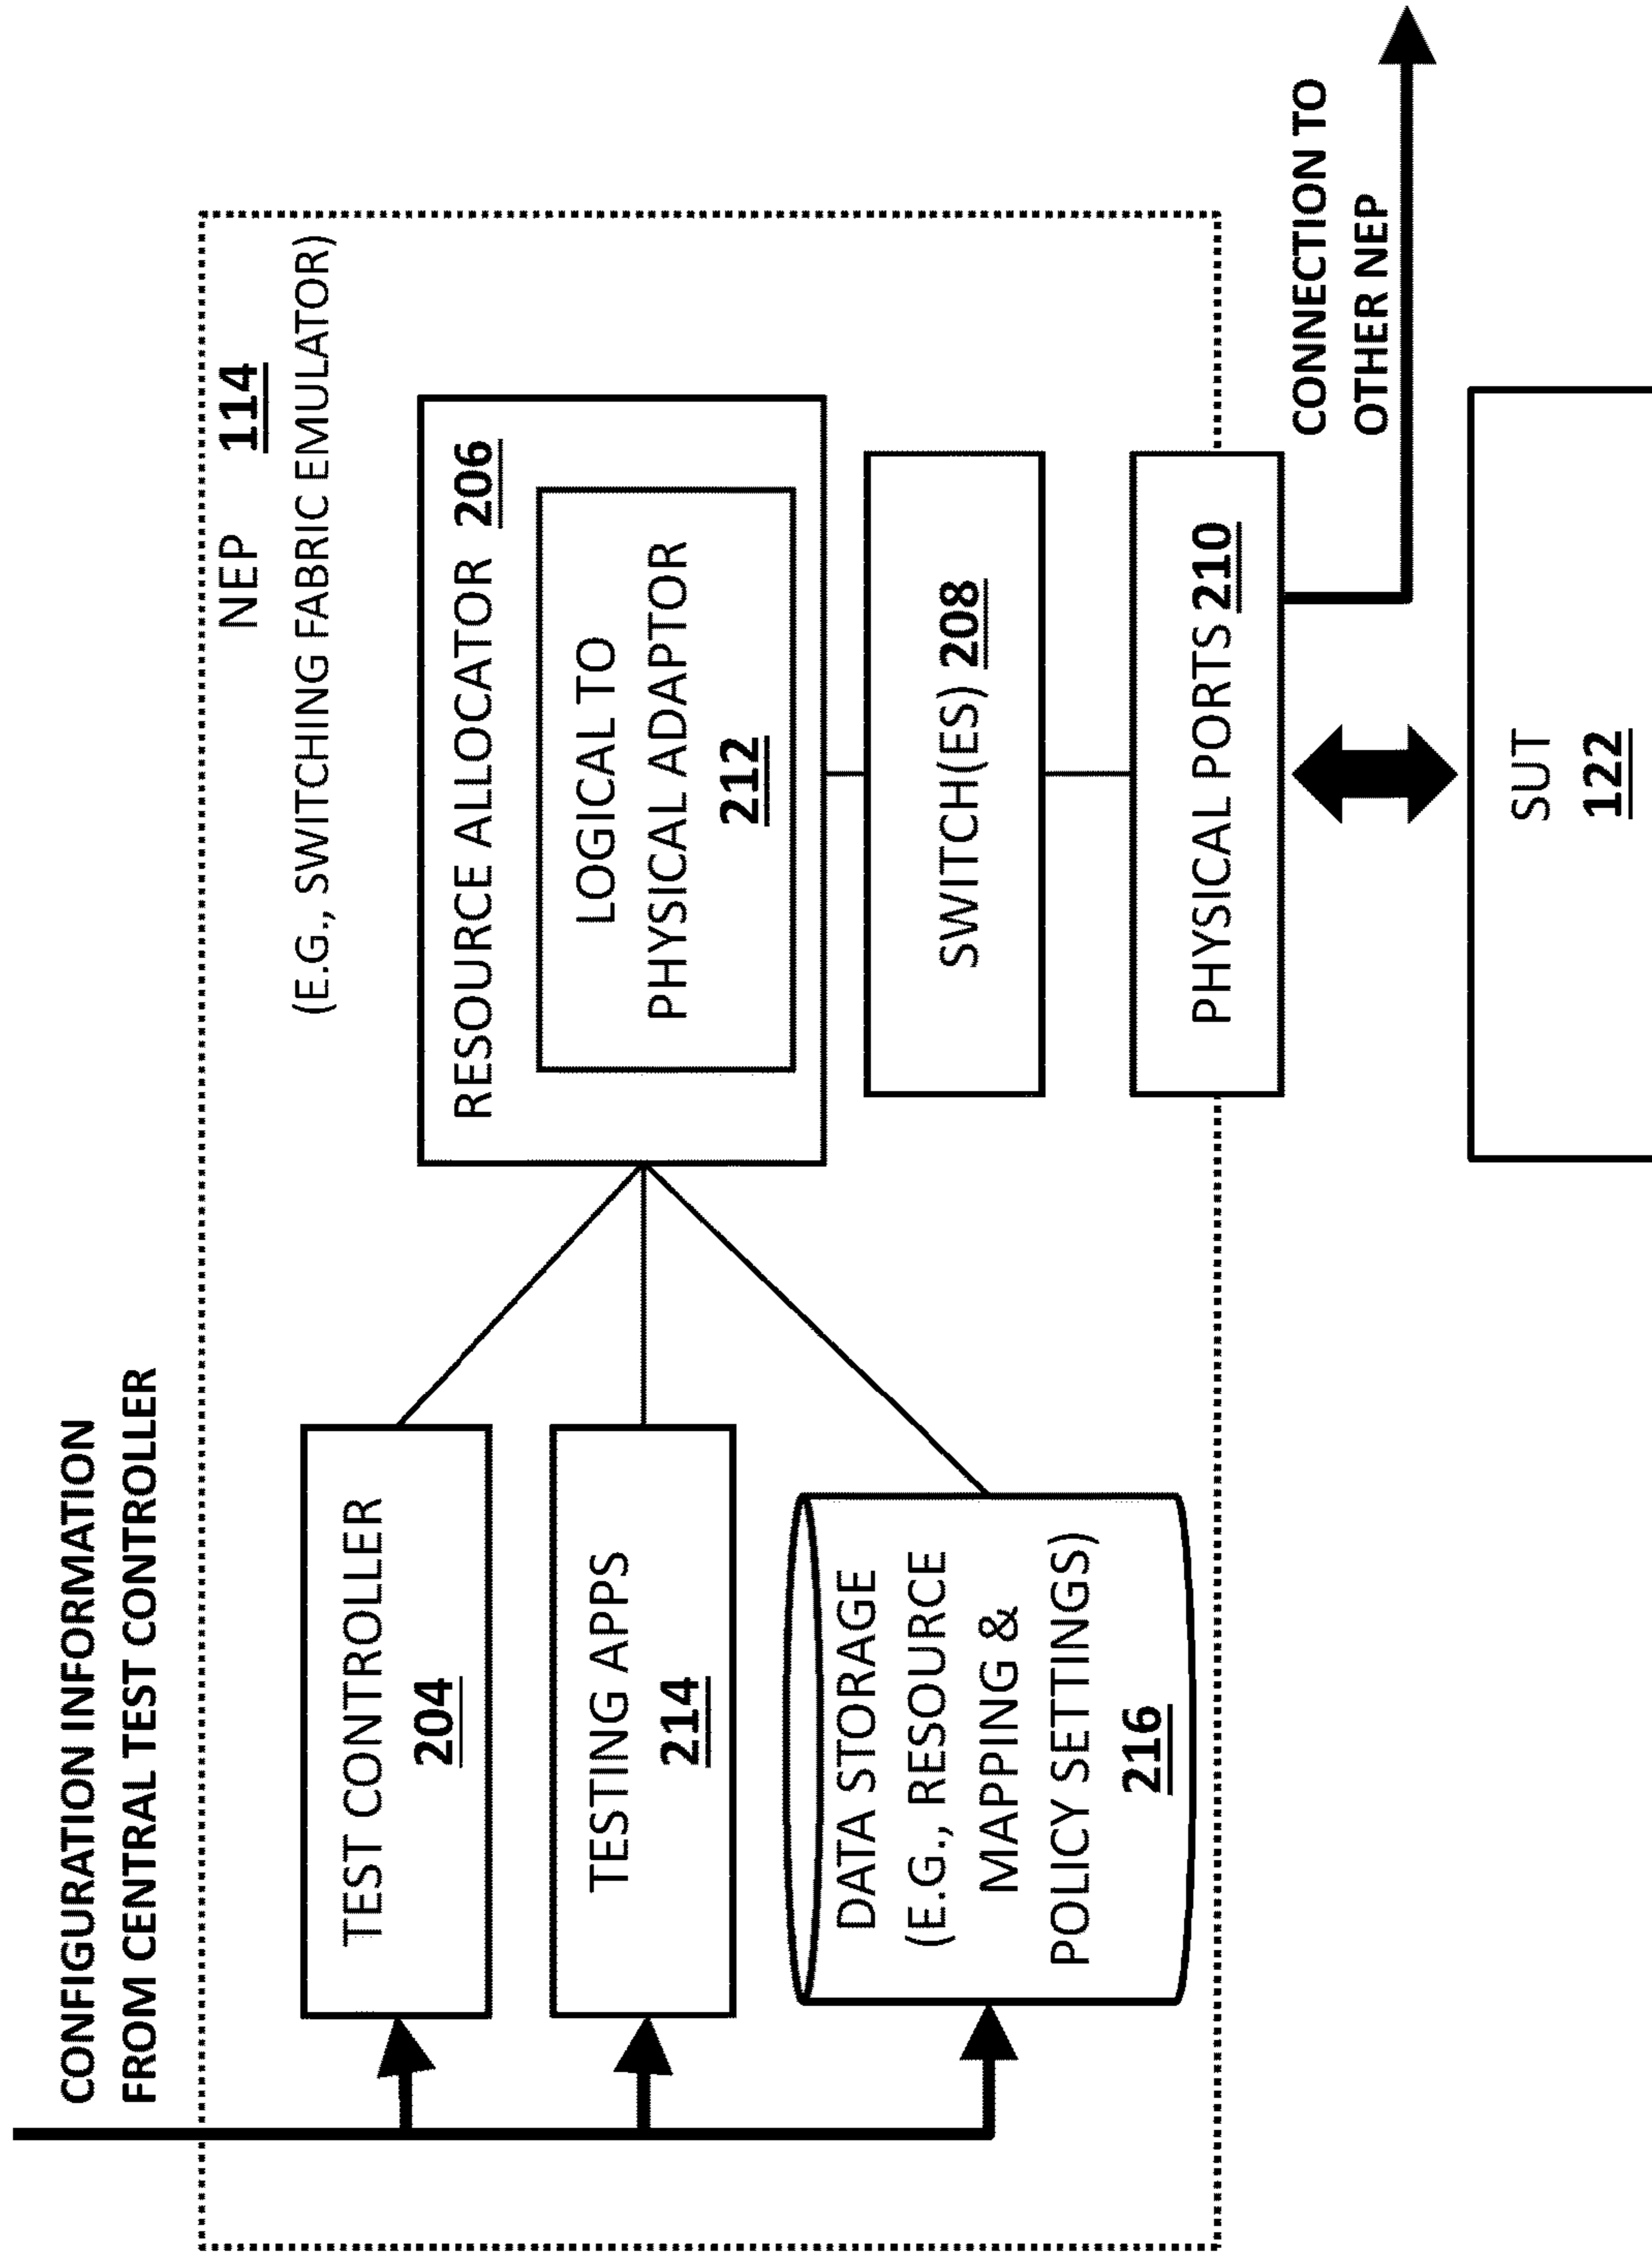 CONFIGURATION INFORMATION
FROM CENTRAL TEST CONTROLLER
NEP 114
(E.G., SWITCHING FABRIC EMULATOR)
TEST CONTROLLER
204
TESTING APPS
214
DATA STORAGE
(E.G., RESOURCE
MAPPING &
POLICY SETTINGS)
216
RESOURCE ALLOCATOR 206
LOGICAL TO
PHYSICAL ADAPTOR
212
SWITCH(ES) 208
PHYSICAL PORTS 210
CONNECTION TO
OTHER NEP
SUT
122